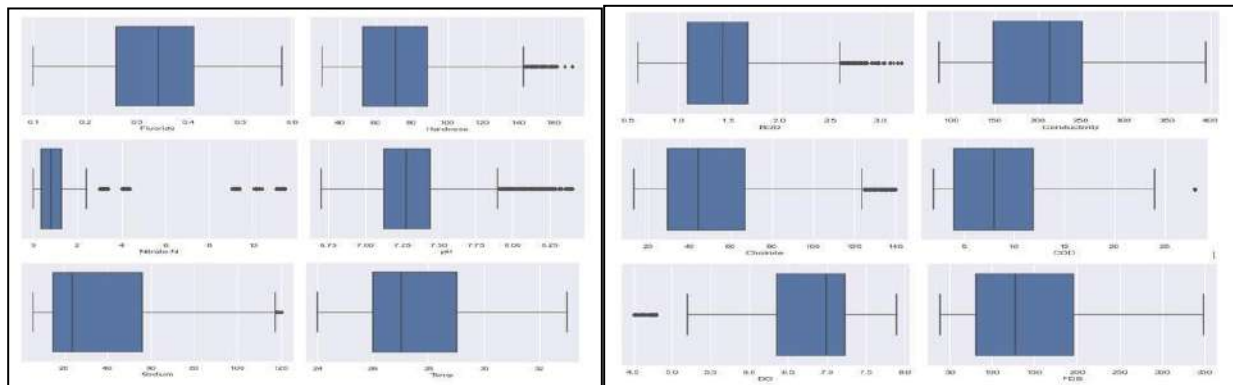 0.1 0.2 0.3 0.4 0.5 0.6
Fluoride
40 60 80 100 120 140 160
Hardness
0 2 4 6 8 10
Nitrate-N
6.75 7.00 7.25 7.50 7.75 8.00 8.25
pH
20 40 60 80 100 120
Sodium
24 26 28 30 32
Temp
0.5 1.0 1.5 2.0 2.5 3.0
BOD
100 150 200 250 300 350 400
Conductivity
20 40 60 80 100 120 140
Chloride
5 10 15 20 25
COD
5.0 6.0 6.5 7.0 7.5 8.0
DO
50 100 150 200 250 300 350
TDS